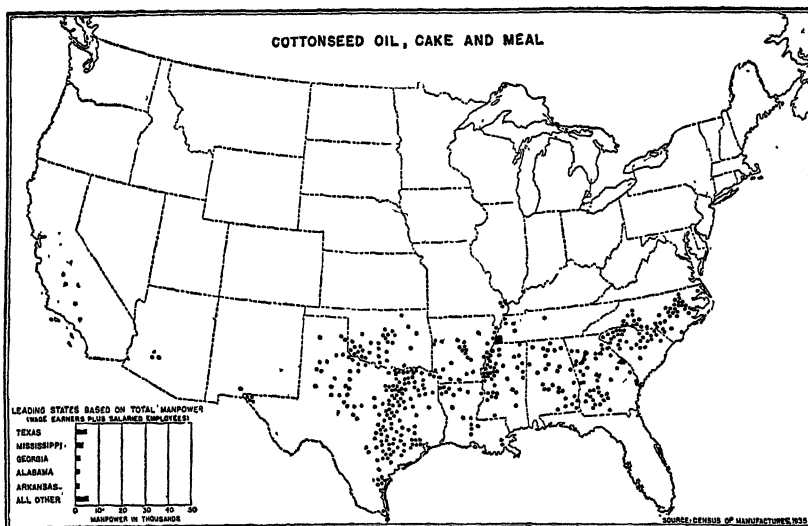 COTTONSEED OIL, CAKE AND MEAL
LEADING STATES BASED ON TOTAL MANPOWER
(WAGE EARNERS PLUS SALARIED EMPLOYEES)
TEXAS
MISSISSIPPI
GEORGIA
ALABAMA
ARKANSAS
ALL OTHER
0 10 20 30 40 50
MANPOWER IN THOUSANDS
SOURCE: CENSUS OF MANUFACTURES,